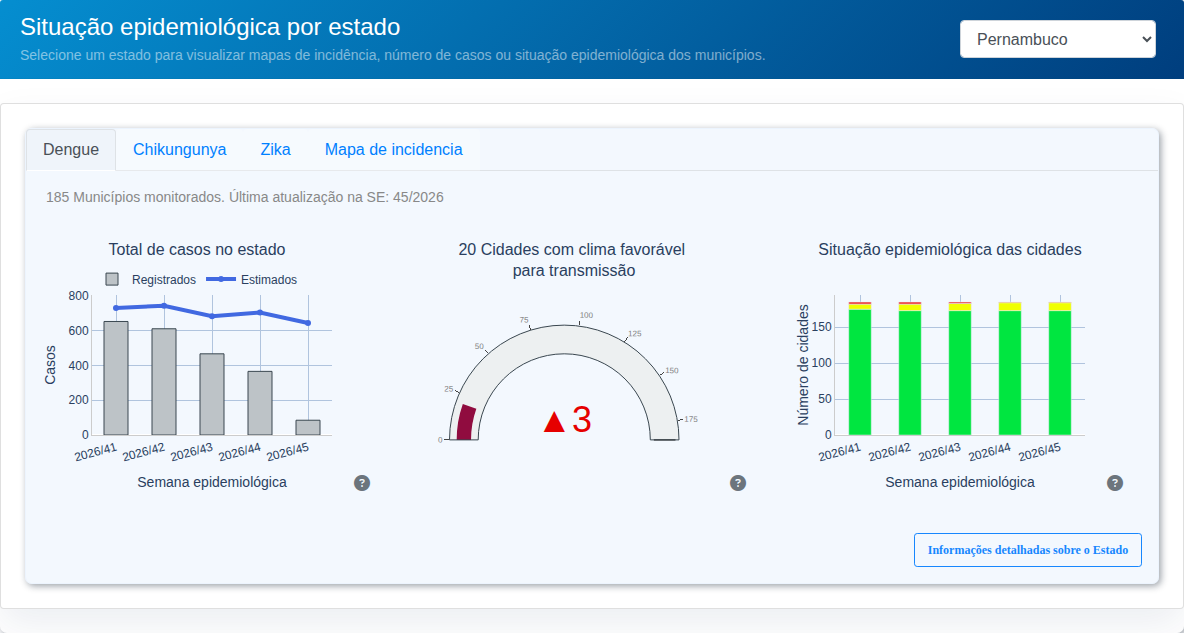 Situação epidemiológica por estado
Selecione um estado para visualizar mapas de incidência, número de casos ou situação epidemiológica dos municípios.
Pernambuco
Dengue Chikungunya Zika Mapa de incidencia
185 Municípios monitorados. Última atualização na SE: 45/2026
Total de casos no estado
Registrados Estimados
800
600
400
200
0
Casos
2026/41 2026/42 2026/43 2026/44 2026/45
Semana epidemiológica
?
20 Cidades com clima favorável
para transmissão
0
25
50
75
100
125
150
175
▲3
?
Situação epidemiológica das cidades
150
100
50
0
Número de cidades
2026/41 2026/42 2026/43 2026/44 2026/45
Semana epidemiológica
?
Informações detalhadas sobre o Estado